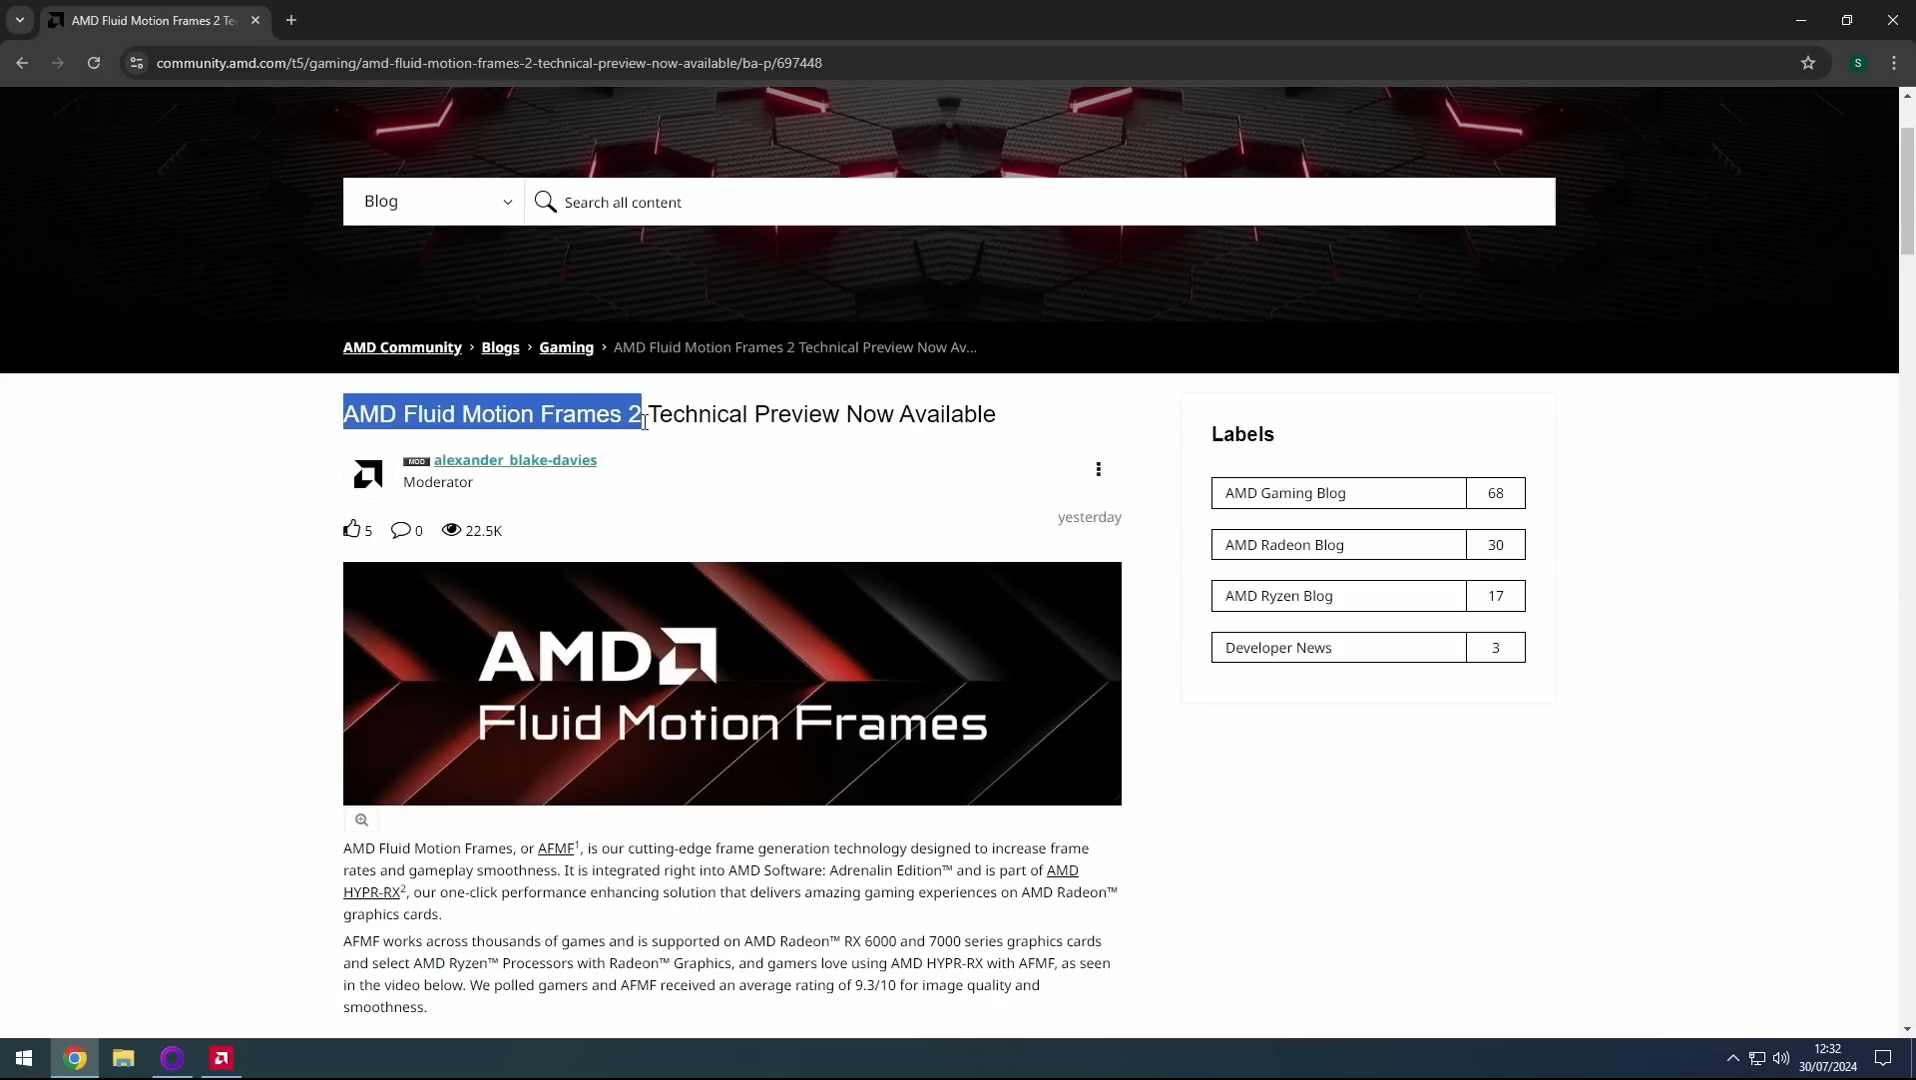 AMD Fluid Motion Frames 2 Te
community.amd.com/t5/gaming/amd-fluid-motion-frames-2-technical-preview-now-available/ba-p/697448
S
Blog
Search all content
AMD Community › Blogs › Gaming › AMD Fluid Motion Frames 2 Technical Preview Now Av...
AMD Fluid Motion Frames 2 Technical Preview Now Available
MOD alexander_blake-davies
Moderator
yesterday
5 0 22.5K
AMD
Fluid Motion Frames
AMD Fluid Motion Frames, or AFMF1, is our cutting-edge frame generation technology designed to increase frame
rates and gameplay smoothness. It is integrated right into AMD Software: Adrenalin Edition™ and is part of AMD
HYPR-RX2, our one-click performance enhancing solution that delivers amazing gaming experiences on AMD Radeon™
graphics cards.
AFMF works across thousands of games and is supported on AMD Radeon™ RX 6000 and 7000 series graphics cards
and select AMD Ryzen™ Processors with Radeon™ Graphics, and gamers love using AMD HYPR-RX with AFMF, as seen
in the video below. We polled gamers and AFMF received an average rating of 9.3/10 for image quality and
smoothness.
Labels
AMD Gaming Blog 68
AMD Radeon Blog 30
AMD Ryzen Blog 17
Developer News 3
12:32
30/07/2024